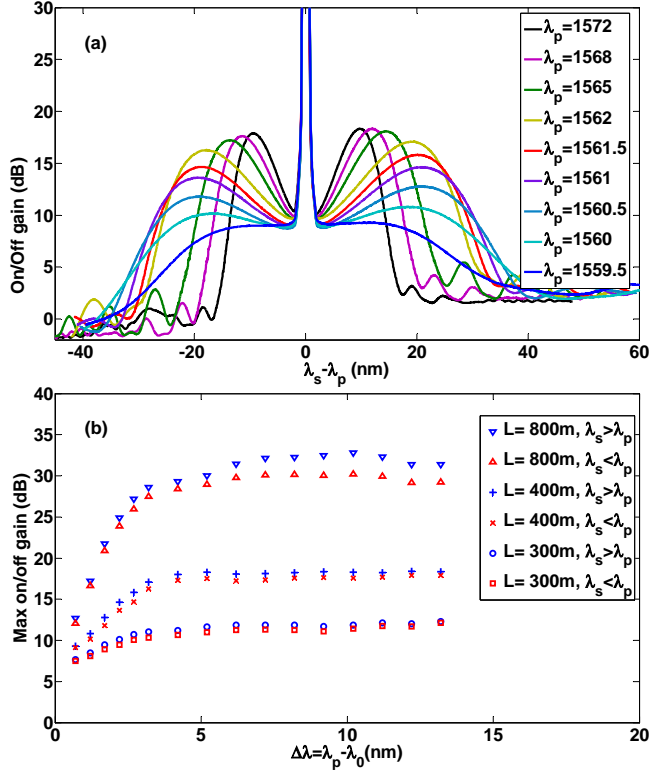 30
(a)
25
20
15
10
5
0
On/Off gain (dB)
-40
-20
0
20
40
60
λs-λp (nm)
λp=1572
λp=1568
λp=1565
λp=1562
λp=1561.5
λp=1561
λp=1560.5
λp=1560
λp=1559.5
40
(b)
35
30
25
20
15
10
5
0
Max on/off gain (dB)
0
5
10
15
20
Δλ=λp-λ0(nm)
L= 800m, λs>λp
L= 800m, λs<λp
L= 400m, λs>λp
L= 400m, λs<λp
L= 300m, λs>λp
L= 300m, λs<λp